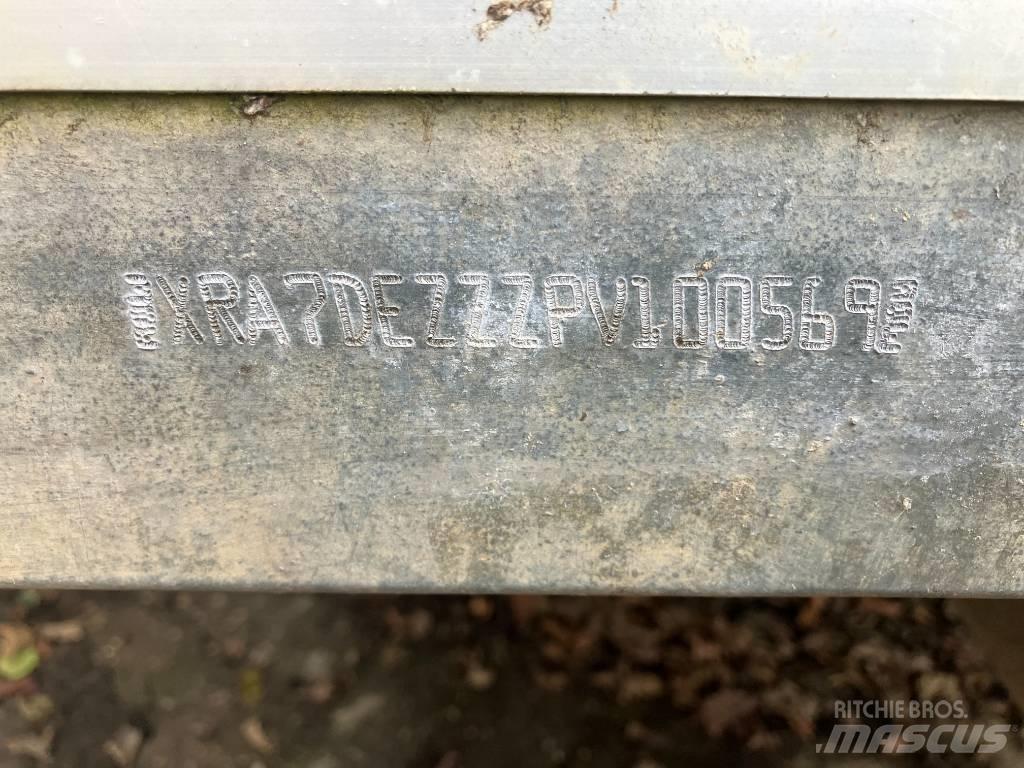 XRA7DEZZZPV100569
RITCHIE BROS.
MASCUS